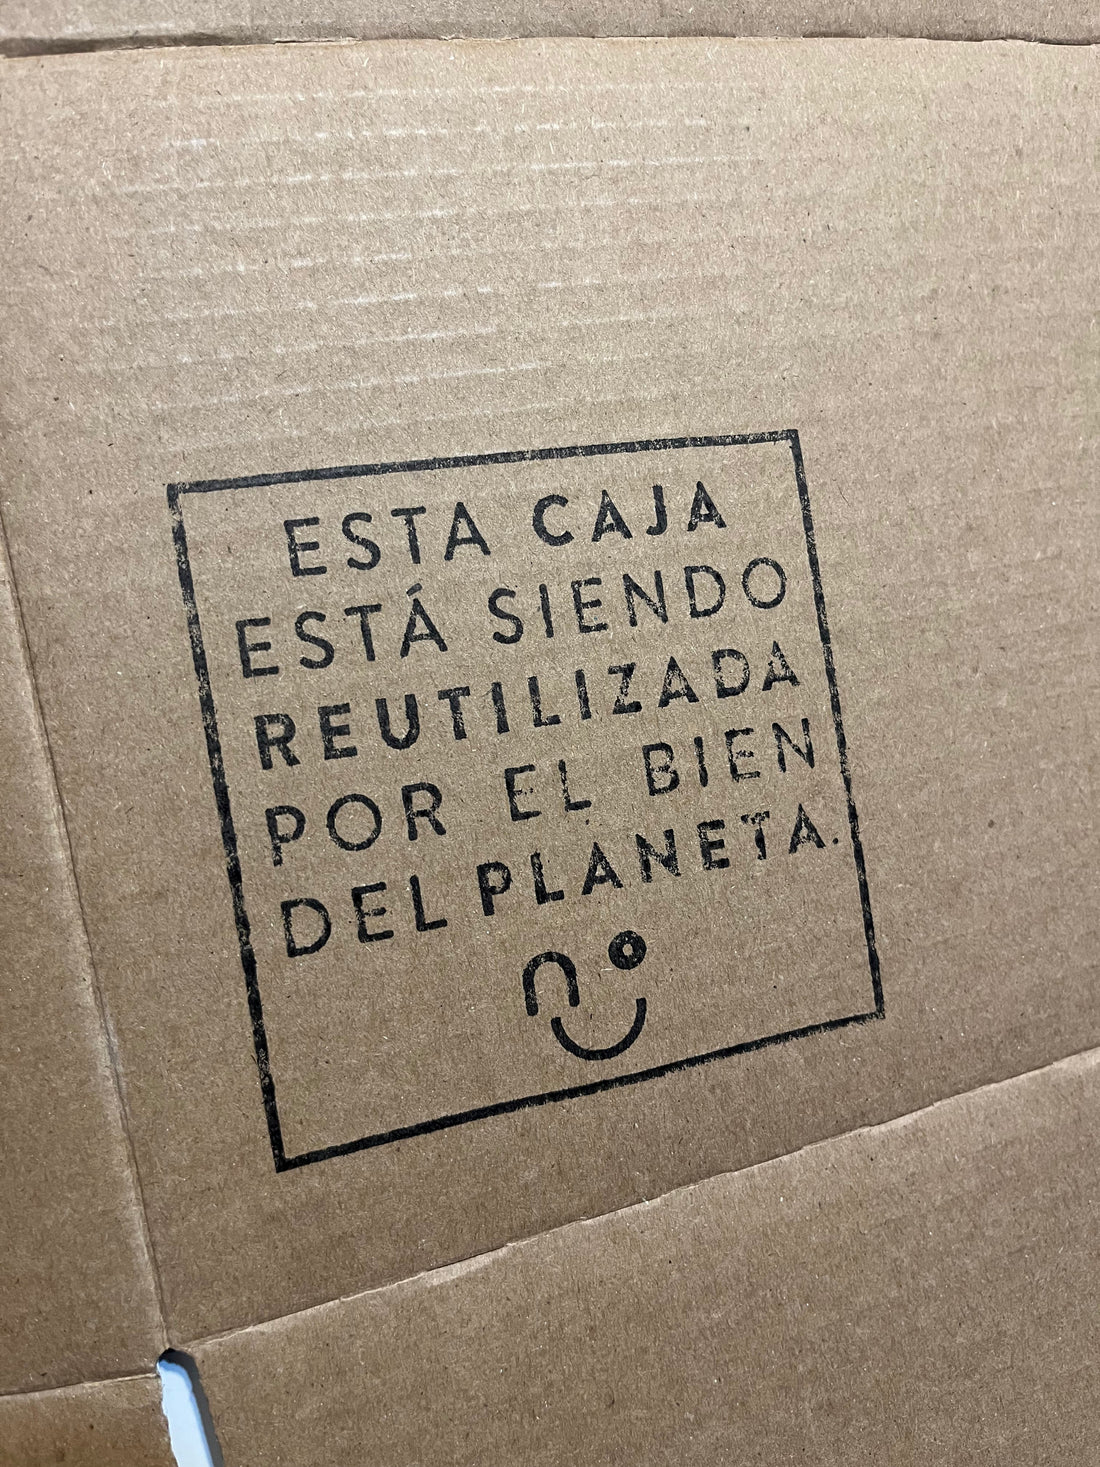 ESTA CAJA
ESTÁ SIENDO
REUTILIZADA
POR EL BIEN
DEL PLANETA.